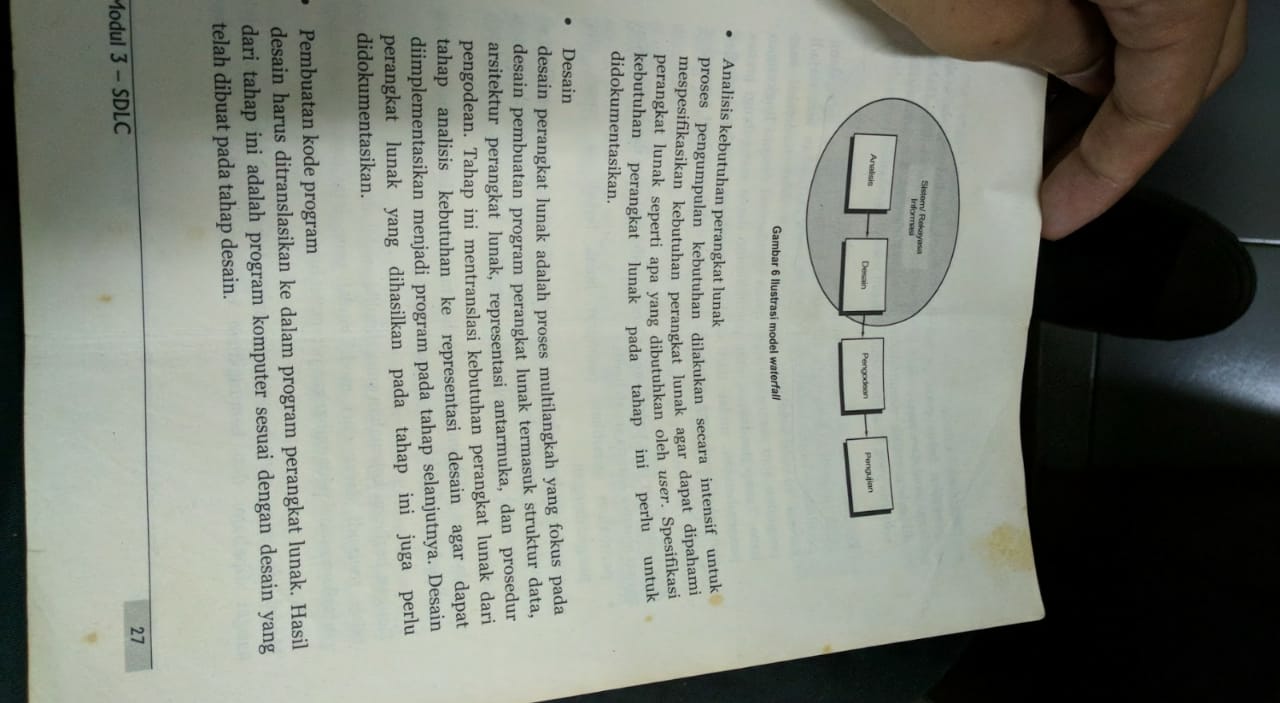 Sistem/ Rekayasa
Informasi
Analisis
Desain
Pengodean
Pengujian
Gambar 6 Ilustrasi model waterfall
• Analisis kebutuhan perangkat lunak
proses pengumpulan kebutuhan dilakukan secara intensif untuk
mespesifikasikan kebutuhan perangkat lunak agar dapat dipahami
perangkat lunak seperti apa yang dibutuhkan oleh user. Spesifikasi
kebutuhan perangkat lunak pada tahap ini perlu untuk
didokumentasikan.
• Desain
desain perangkat lunak adalah proses multilangkah yang fokus pada
desain pembuatan program perangkat lunak termasuk struktur data,
arsitektur perangkat lunak, representasi antarmuka, dan prosedur
pengodean. Tahap ini mentranslasi kebutuhan perangkat lunak dari
tahap analisis kebutuhan ke representasi desain agar dapat
diimplementasikan menjadi program pada tahap selanjutnya. Desain
perangkat lunak yang dihasilkan pada tahap ini juga perlu
didokumentasikan.
• Pembuatan kode program
desain harus ditranslasikan ke dalam program perangkat lunak. Hasil
dari tahap ini adalah program komputer sesuai dengan desain yang
telah dibuat pada tahap desain.
Modul 3 – SDLC
27